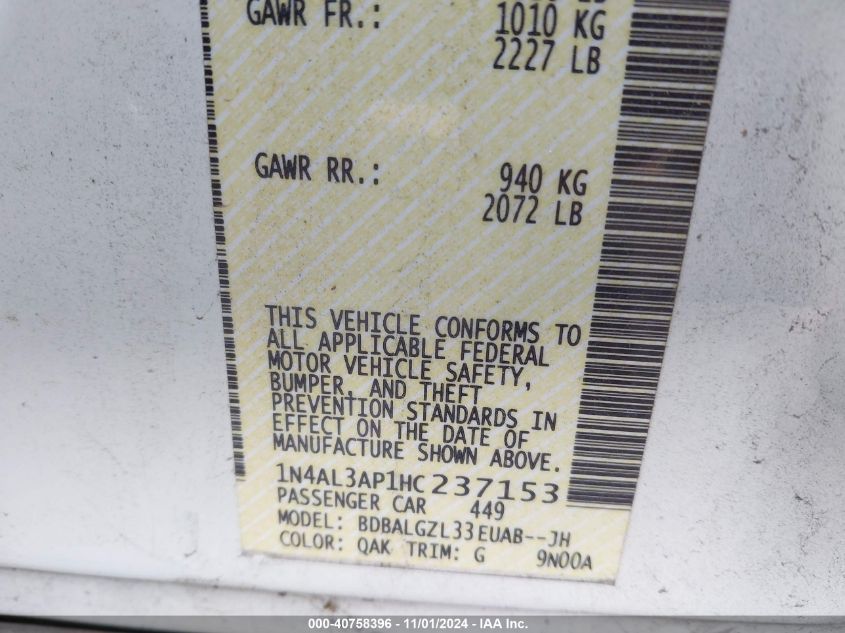 GAWR FR.: 1010 KG
2227 LB
GAWR RR.: 940 KG
2072 LB
THIS VEHICLE CONFORMS TO
ALL APPLICABLE FEDERAL
MOTOR VEHICLE SAFETY,
BUMPER, AND THEFT
PREVENTION STANDARDS IN
EFFECT ON THE DATE OF
MANUFACTURE SHOWN ABOVE.
1N4AL3AP1HC237153
PASSENGER CAR 449
MODEL: BDBALGZL33EUAB--JH
COLOR: QAK TRIM: G 9N00A
000-40758396 - 11/01/2024 - IAA Inc.